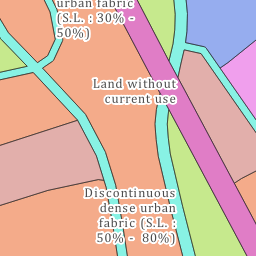 urban fabric
(S.L. : 30% -
50%)
Land without
current use
Discontinuous
dense urban
fabric (S.L. :
50% -  80%)